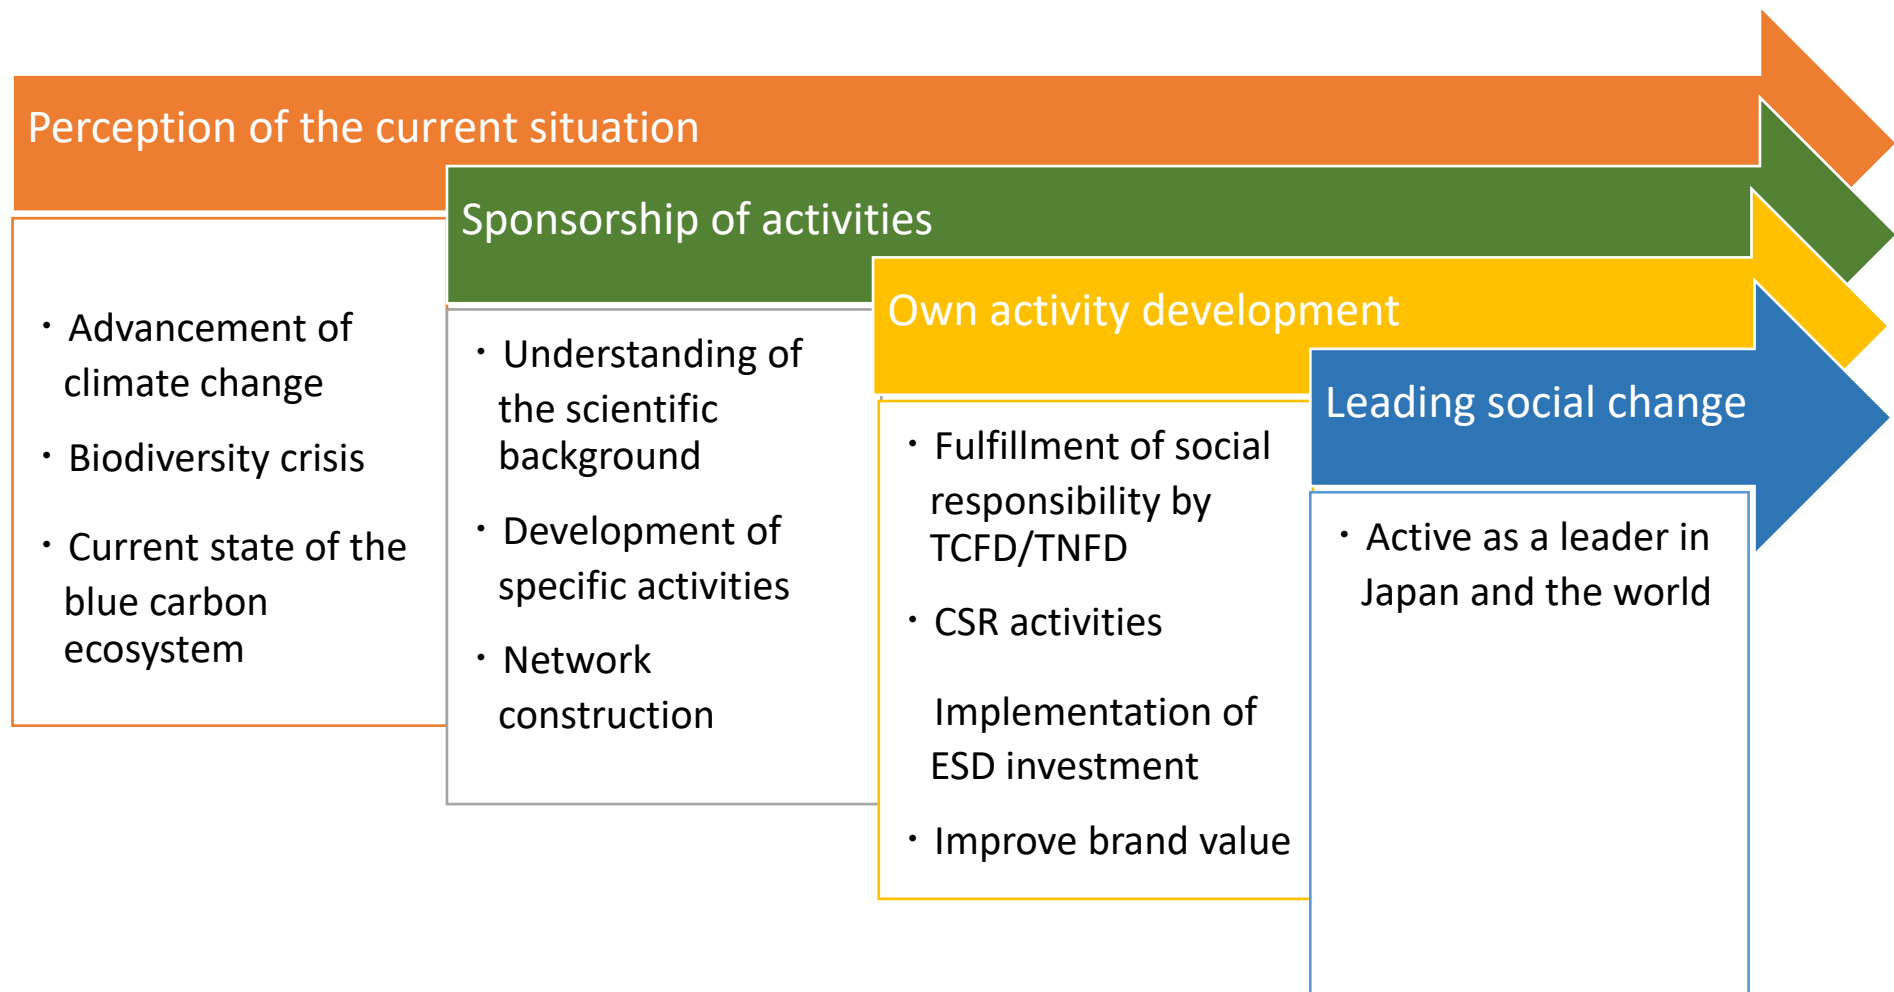 Perception of the current situation
・Advancement of
climate change
・Biodiversity crisis
・Current state of the
blue carbon
ecosystem
Sponsorship of activities
・Understanding of
the scientific
background
・Development of
specific activities
・Network
construction
Own activity development
・Fulfillment of social
responsibility by
TCFD/TNFD
・CSR activities
Implementation of
ESD investment
・Improve brand value
Leading social change
・Active as a leader in
Japan and the world